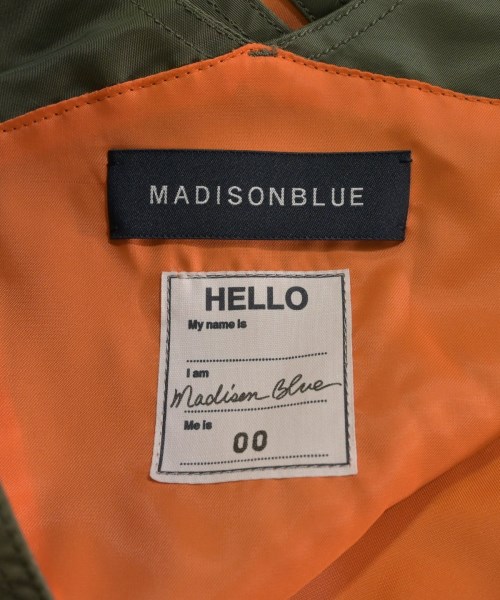 MADISONBLUE
HELLO
My name is
I am
Madison Blue
Me is
00